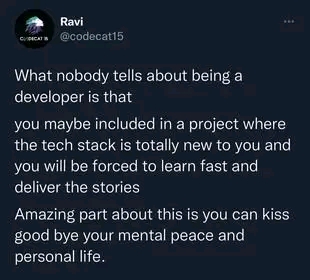 Ravi
@codecat15
CODECAT 15
What nobody tells about being a
developer is that
you maybe included in a project where
the tech stack is totally new to you and
you will be forced to learn fast and
deliver the stories
Amazing part about this is you can kiss
good bye your mental peace and
personal life.